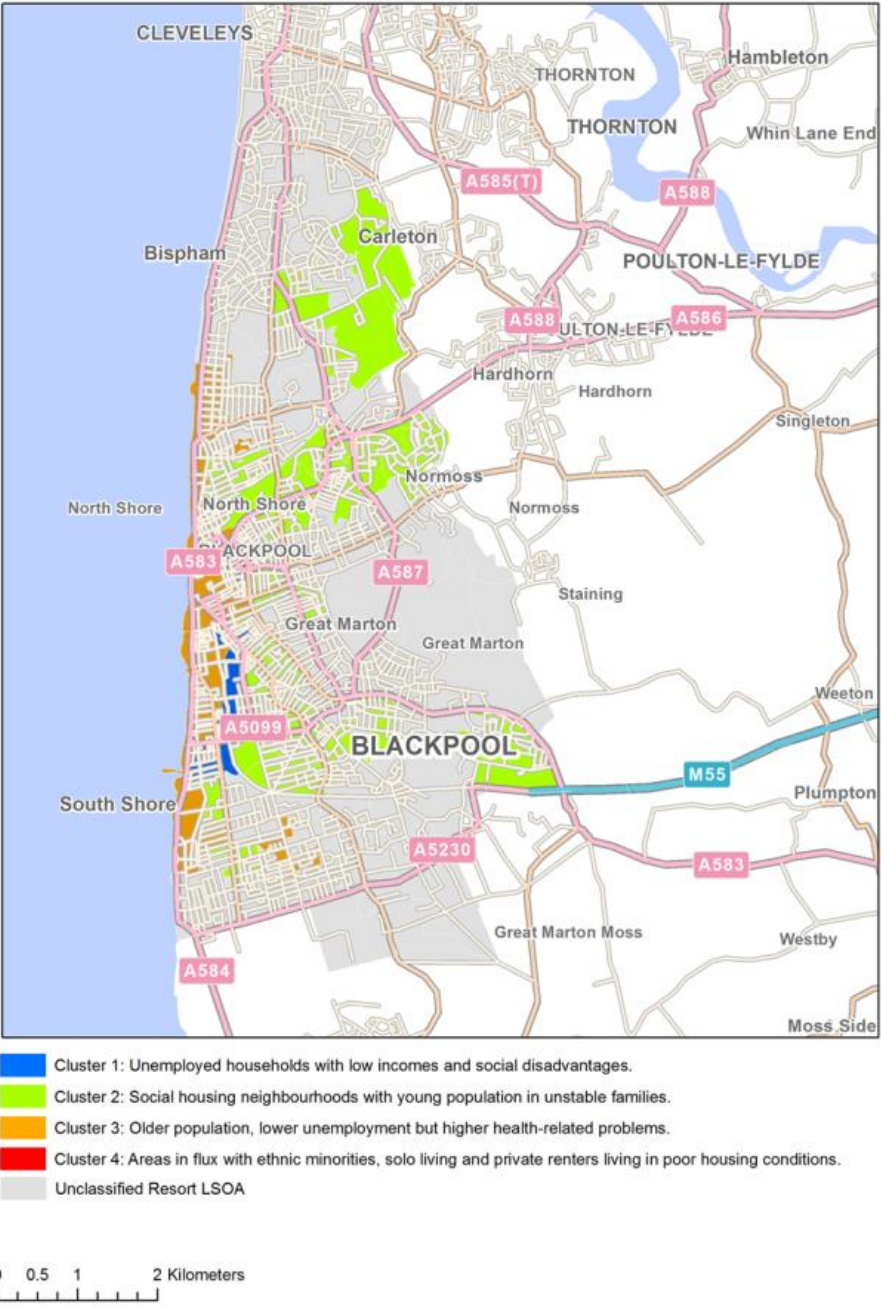 CLEVELEYS
Hambleton
THORNTON
THORNTON
Whin Lane End
A585(T)
A588
Carleton
Bispham
POULTON-LE-FYLDE
A588
ULTON-LE-FY
A586
Hardhorn
Hardhorn
Singleton
Normoss
North Shore
North Shore
Normoss
A583
BLACKPOOL
A587
Staining
Great Marton
Great Marton
Weeton
A5099
BLACKPOOL
M55
South Shore
Plumpton
A5230
A583
Great Marton Moss
Westby
A584
Moss Side
Cluster 1: Unemployed households with low incomes and social disadvantages.
Cluster 2: Social housing neighbourhoods with young population in unstable families.
Cluster 3: Older population, lower unemployment but higher health-related problems.
Cluster 4: Areas in flux with ethnic minorities, solo living and private renters living in poor housing conditions.
Unclassified Resort LSOA
0.5 1 2 Kilometers